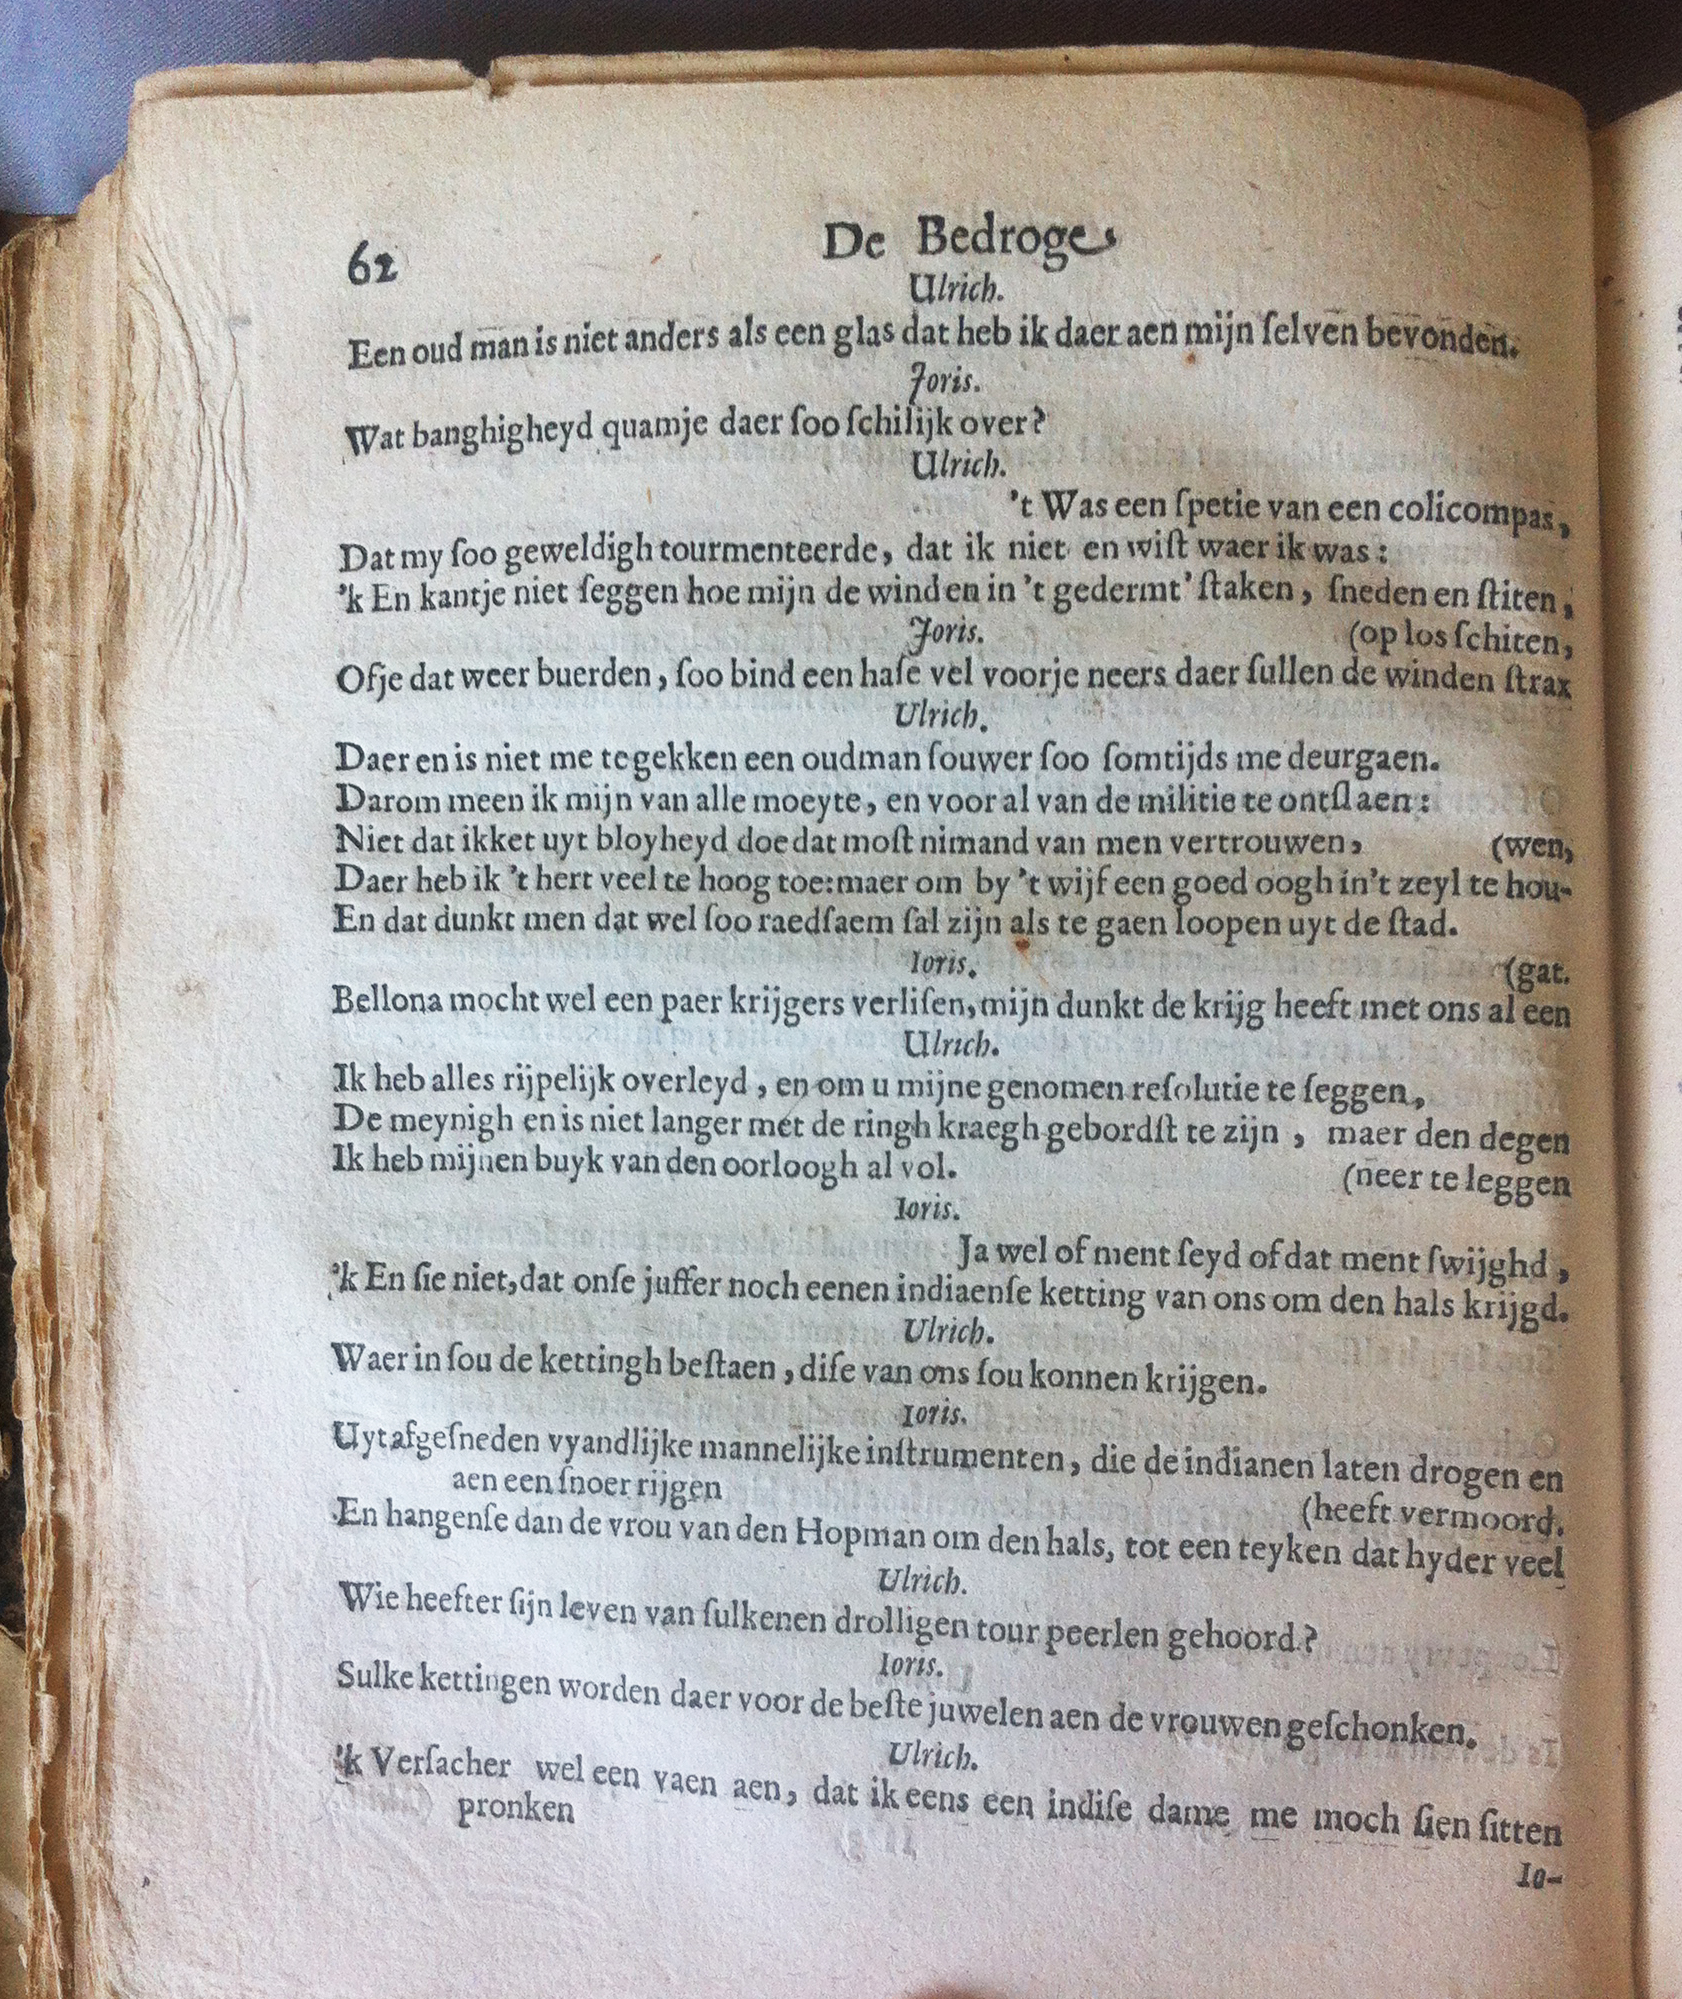 62
De Bedroge
Ulrich.
Een oud man is niet anders als een glas dat heb ik daer aen mijn ſelven bevonden.
Joris.
Wat banghigheyd quamje daer ſoo ſchilijk over?
Ulrich.
't Was een ſpetie van een colicompas,
Dat my ſoo geweldigh tourmenteerde, dat ik niet en wiſt waer ik was:
'k En kantje niet ſeggen hoe mijn de winden in 't gedermt' ſtaken, ſneden en ſtiten,
Joris. (op los ſchiten,
Ofje dat weer buerden, ſoo bind een haſe vel voorje neers daer ſullen de winden ſtrax
Ulrich.
Daer en is niet me te gekken een oudman ſouwer ſoo ſomtijds me deurgaen.
Darom meen ik mijn van alle moeyte, en voor al van de militie te ontſlaen:
Niet dat ikket uyt bloyheyd doe dat moſt nimand van men vertrouwen, (wen,
Daer heb ik 't hert veel te hoog toe: maer om by 't wijf een goed oogh in't zeyl te hou-
En dat dunkt men dat wel ſoo raedſaem ſal zijn als te gaen loopen uyt de ſtad.
Ioris. (gat.
Bellona mocht wel een paer krijgers verliſen, mijn dunkt de krijg heeft met ons al een
Ulrich.
Ik heb alles rijpelijk overleyd, en om u mijne genomen reſolutie te ſeggen,
De meynigh en is niet langer met de ringh kraegh gebordſt te zijn, maer den degen
Ik heb mijnen buyk van den oorloogh al vol. (neer te leggen
Ioris.
Ja wel of ment ſeyd of dat ment ſwijghd,
'k En ſie niet, dat onſe juffer noch eenen indiaenſe ketting van ons om den hals krijgd.
Ulrich.
Waer in ſou de kettingh beſtaen, diſe van ons ſou konnen krijgen.
Ioris.
Uyt afgeſneden vyandlijke mannelijke inſtrumenten, die de indianen laten drogen en
aen een ſnoer rijgen (heeft vermoord.
En hangenſe dan de vrou van den Hopman om den hals, tot een teyken dat hyder veel
Ulrich.
Wie heefter ſijn leven van ſulkenen drolligen tour peerlen gehoord?
Ioris.
Sulke kettingen worden daer voor de beſte juwelen aen de vrouwen geſchonken.
Ulrich.
'k Verſacher wel een vaen aen, dat ik eens een indiſe dame me moch ſien ſitten
pronken
Io-